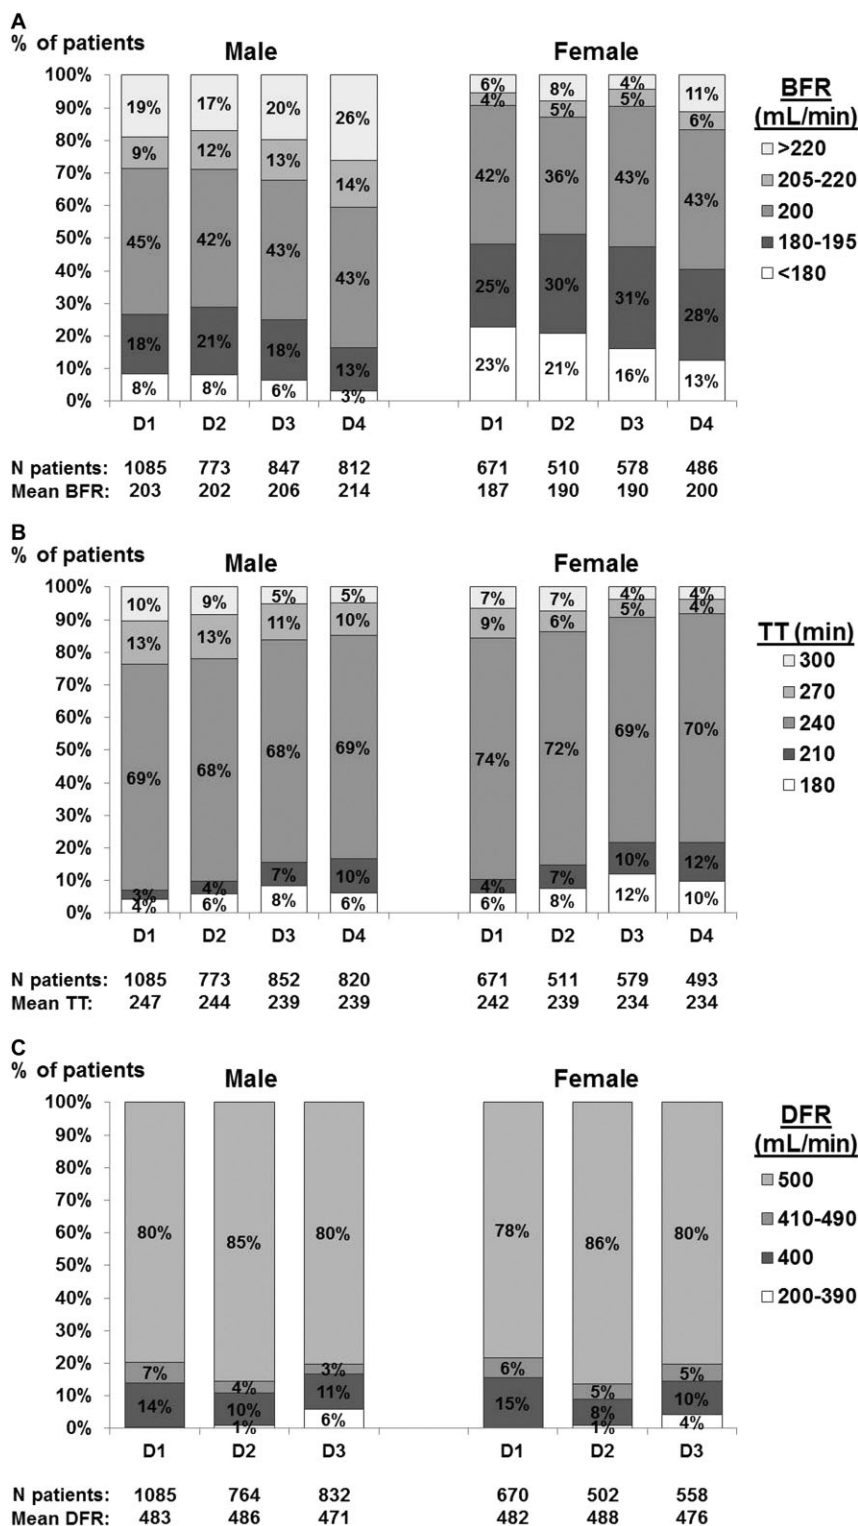 A
% of patients
Male Female
100% 90% 80% 70% 60% 50% 40% 30% 20% 10% 0%
19% 17% 20% 26% 6% 8% 4% 11%
9% 12% 13% 14% 4% 5% 5% 6%
45% 42% 43% 43% 42% 36% 43% 43%
18% 21% 18% 13% 25% 30% 31% 28%
8% 8% 6% 3% 23% 21% 16% 13%
BFR
(mL/min)
>220
205-220
200
180-195
<180
D1 D2 D3 D4 D1 D2 D3 D4
N patients: 1085 773 847 812 671 510 578 486
Mean BFR: 203 202 206 214 187 190 190 200
B
% of patients
Male Female
100% 90% 80% 70% 60% 50% 40% 30% 20% 10% 0%
10% 9% 5% 5% 7% 7% 4% 4%
13% 13% 11% 10% 9% 6% 5% 4%
69% 68% 68% 69% 74% 72% 69% 70%
3% 4% 7% 10% 4% 7% 10% 12%
4% 6% 8% 6% 6% 8% 12% 10%
TT (min)
300
270
240
210
180
D1 D2 D3 D4 D1 D2 D3 D4
N patients: 1085 773 852 820 671 511 579 493
Mean TT: 247 244 239 239 242 239 234 234
C
% of patients
Male Female
100% 90% 80% 70% 60% 50% 40% 30% 20% 10% 0%
80% 85% 80% 78% 86% 80%
7% 4% 3% 6% 5% 5%
14% 10% 11% 15% 8% 10%
1% 6% 1% 4%
DFR
(mL/min)
500
410-490
400
200-390
D1 D2 D3 D1 D2 D3
N patients: 1085 764 832 670 502 558
Mean DFR: 483 486 471 482 488 476